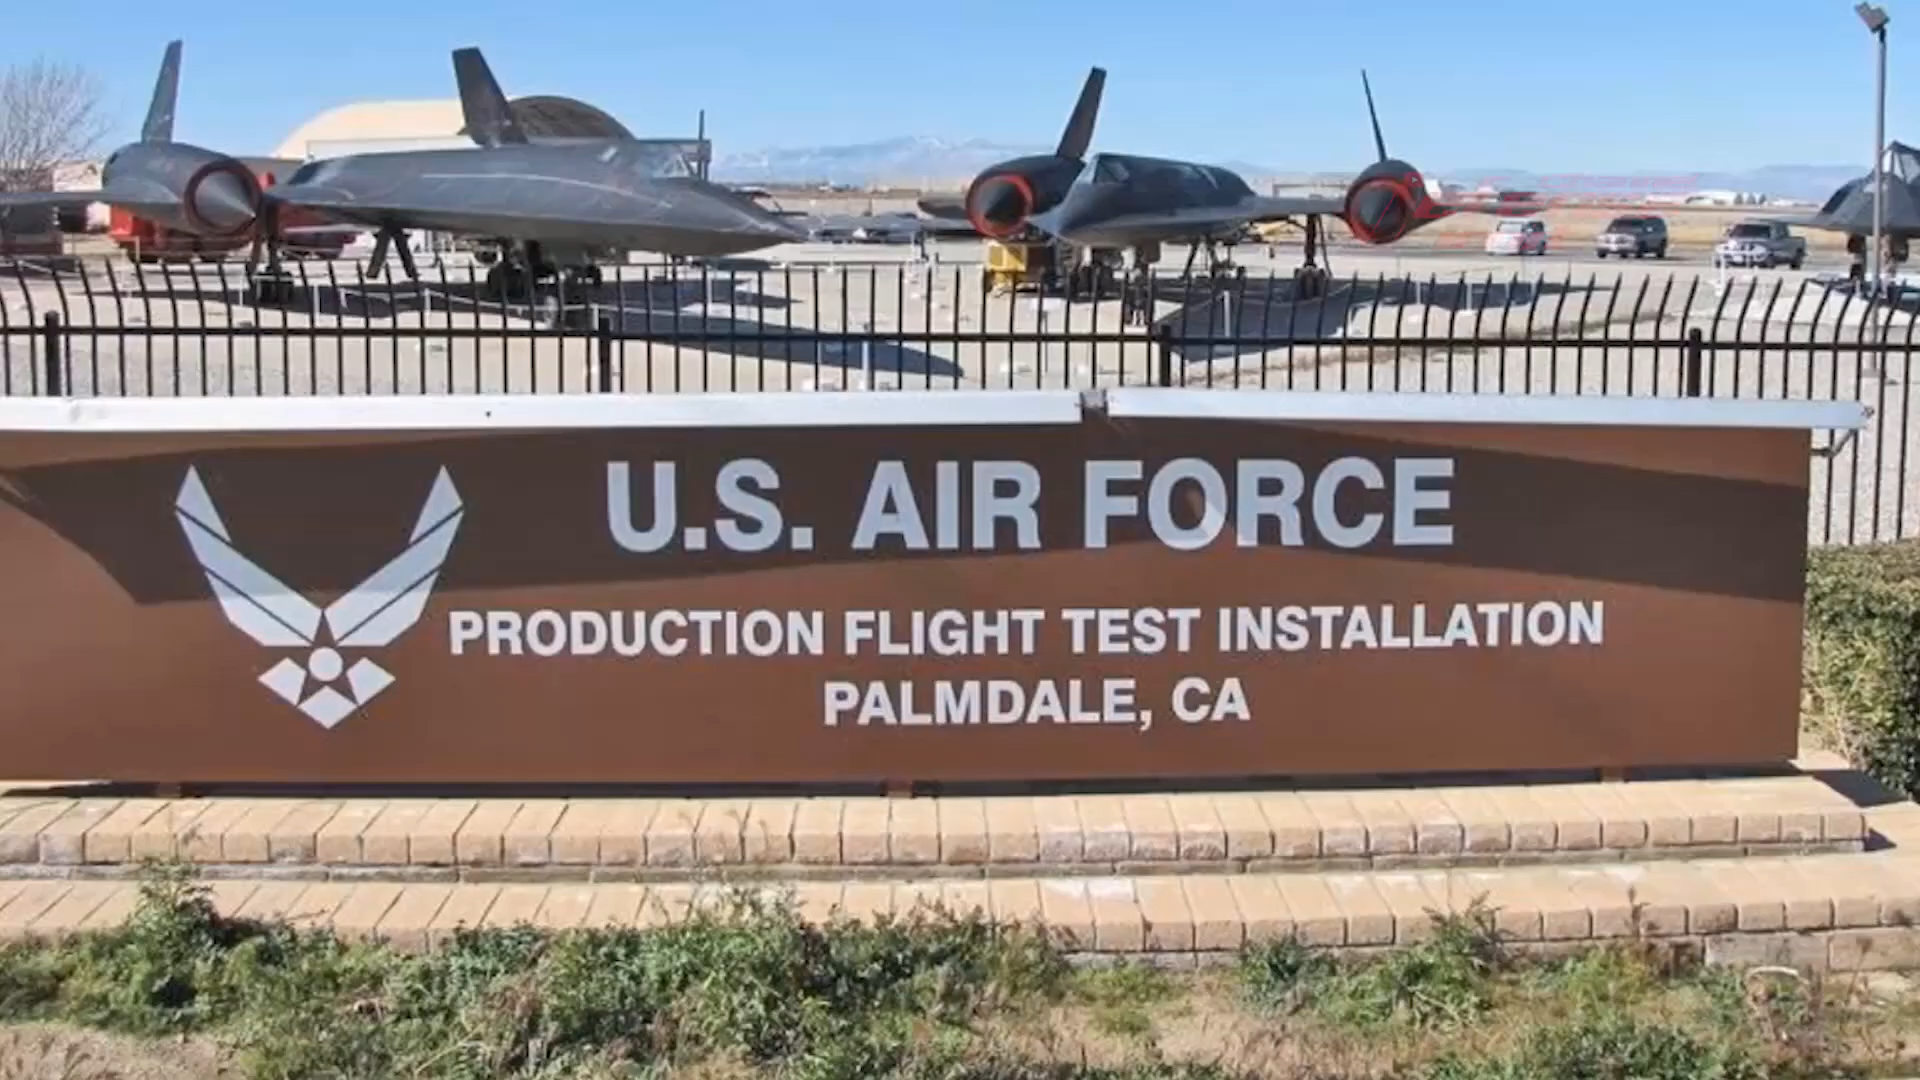 U.S. AIR FORCE
PRODUCTION FLIGHT TEST INSTALLATION
PALMDALE, CA